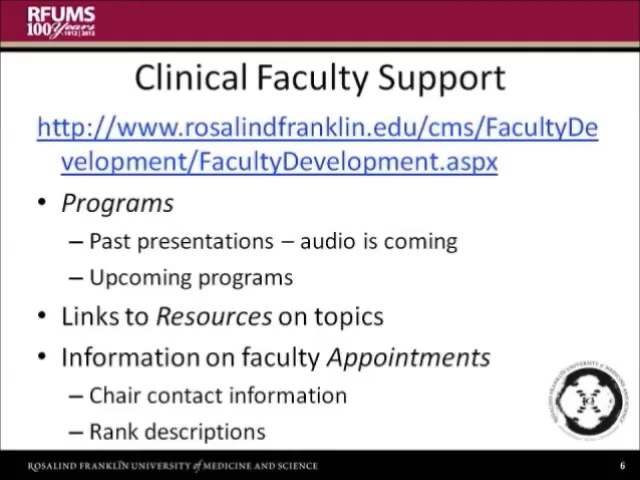 RFUMS
100 Years
1912 | 2012
Clinical Faculty Support
http://www.rosalindfranklin.edu/cms/FacultyDe
velopment/FacultyDevelopment.aspx
• Programs
– Past presentations – audio is coming
– Upcoming programs
• Links to Resources on topics
• Information on faculty Appointments
– Chair contact information
– Rank descriptions
ROSALIND FRANKLIN UNIVERSITY of MEDICINE AND SCIENCE
6